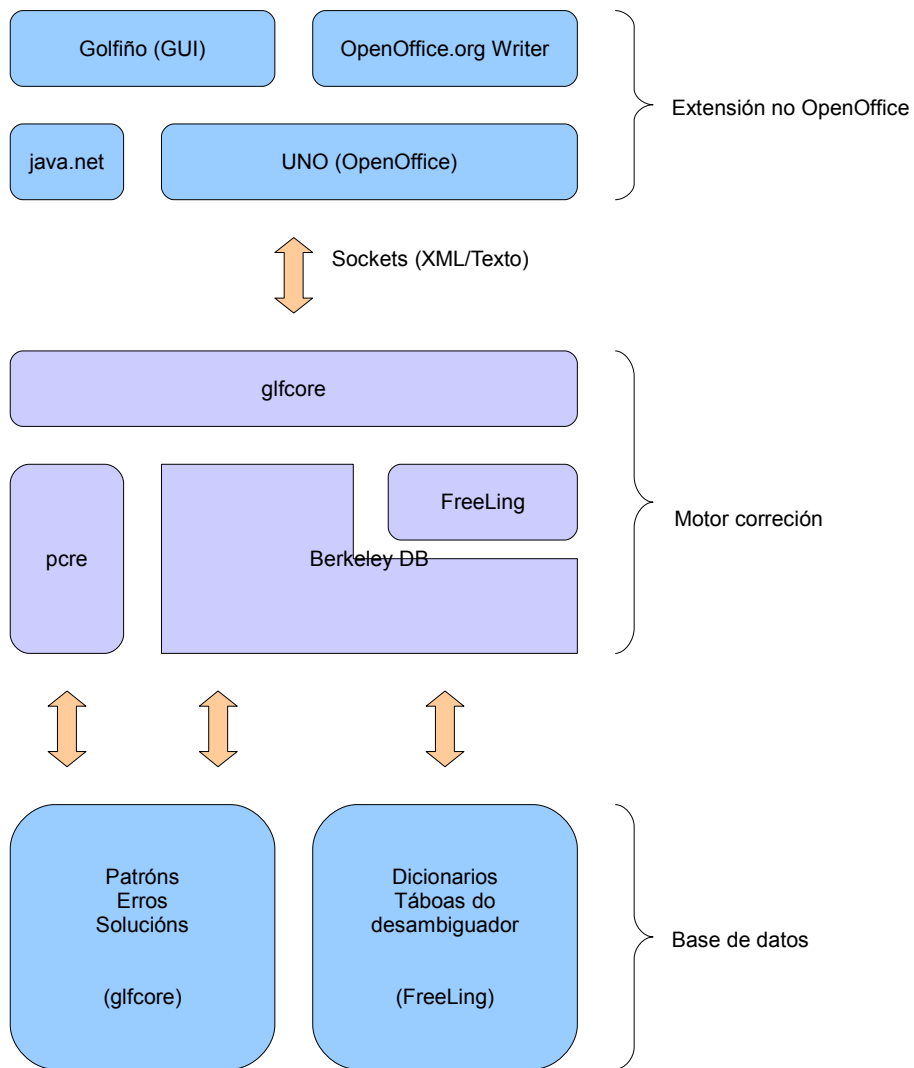 Golfiño (GUI)
OpenOffice.org Writer
Extensión no OpenOffice
java.net
UNO (OpenOffice)
Sockets (XML/Texto)
glfcore
FreeLing
Motor correción
pcre
Berkeley DB
Patróns
Erros
Solucións
(glfcore)
Dicionarios
Táboas do
desambiguador
(FreeLing)
Base de datos